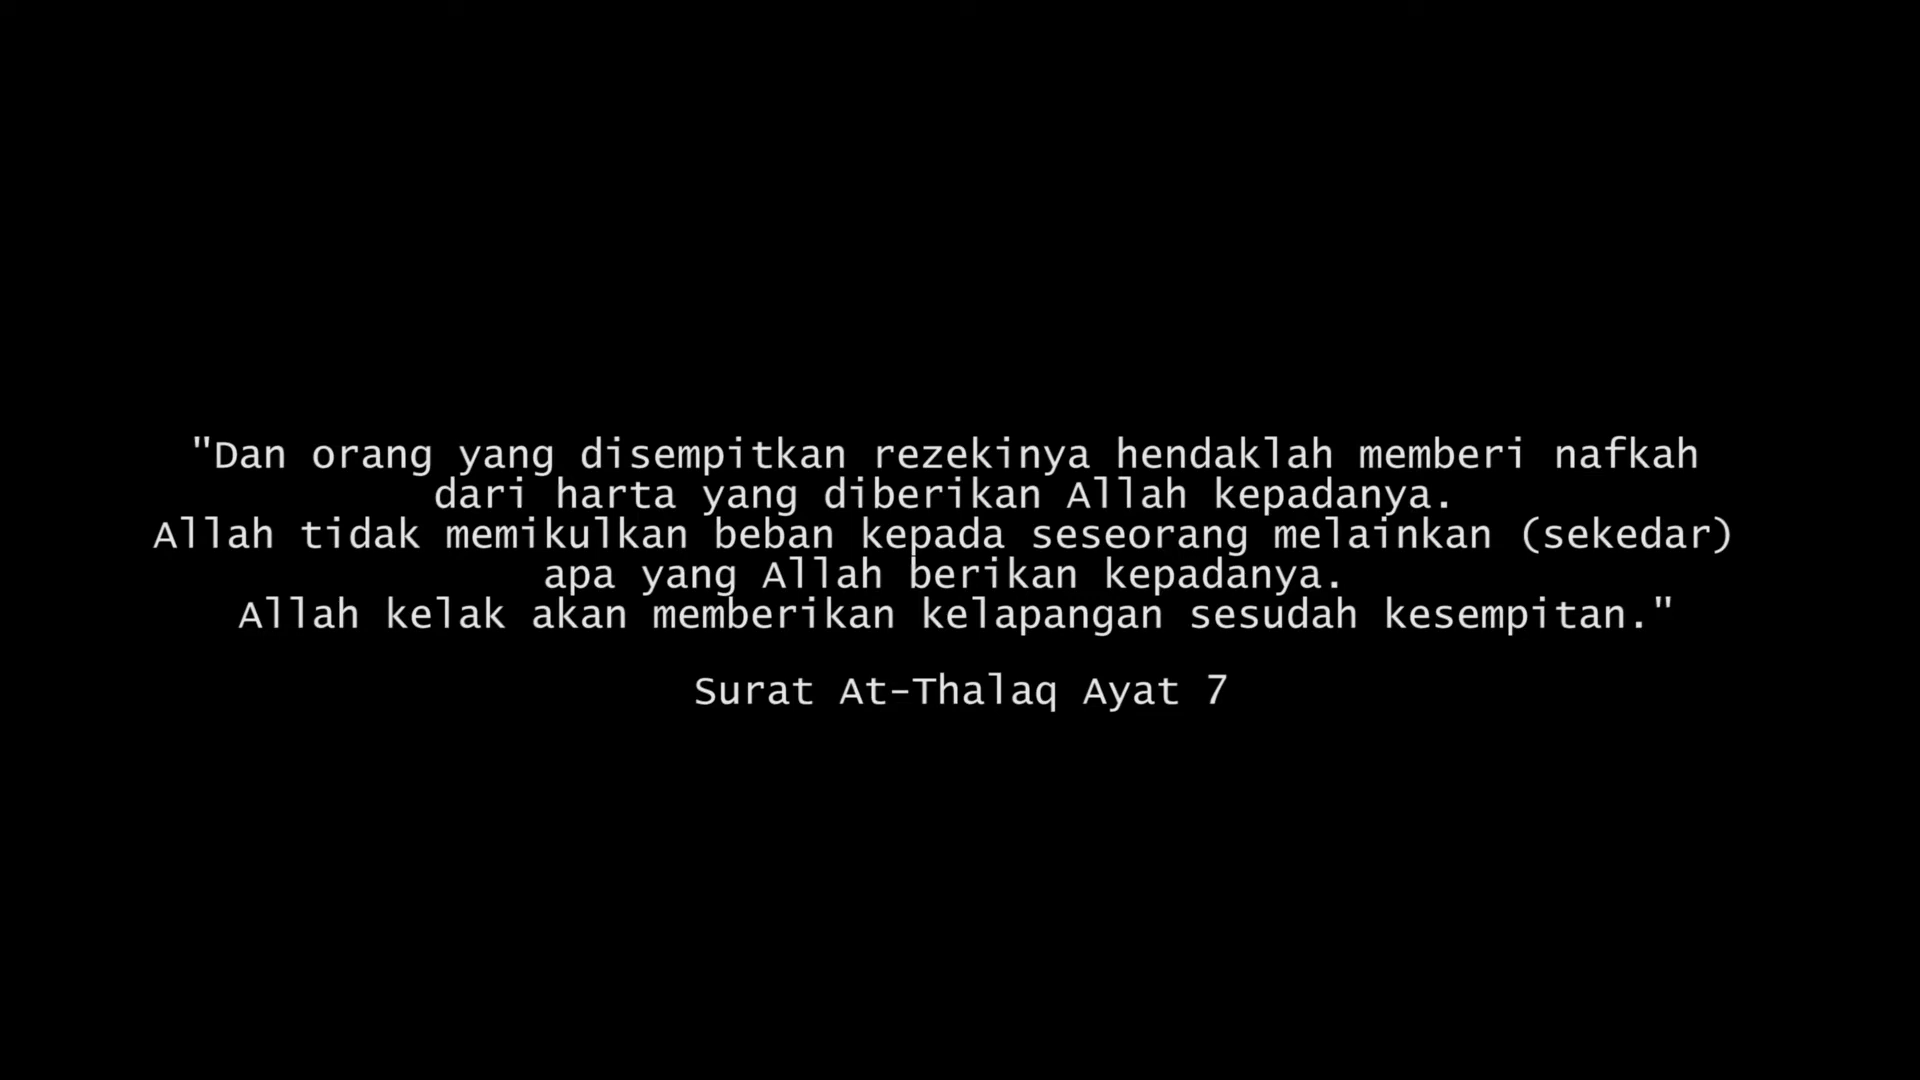 "Dan orang yang disempitkan rezekinya hendaklah memberi nafkah
dari harta yang diberikan Allah kepadanya.
Allah tidak memikulkan beban kepada seseorang melainkan (sekedar)
apa yang Allah berikan kepadanya.
Allah kelak akan memberikan kelapangan sesudah kesempitan."
Surat At-Thalaq Ayat 7